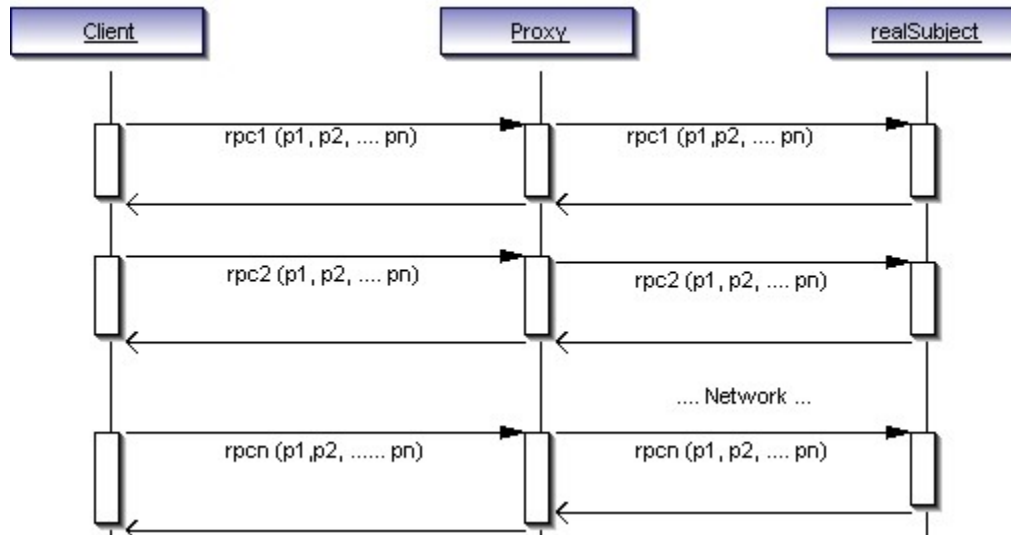 Client
Proxy
realSubject
rpc1 (p1, p2, .... pn)
rpc1 (p1,p2, .... pn)
rpc2 (p1, p2, .... pn)
rpc2 (p1, p2, .... pn)
.... Network ...
rpcn (p1,p2, ...... pn)
rpcn (p1, p2, .... pn)